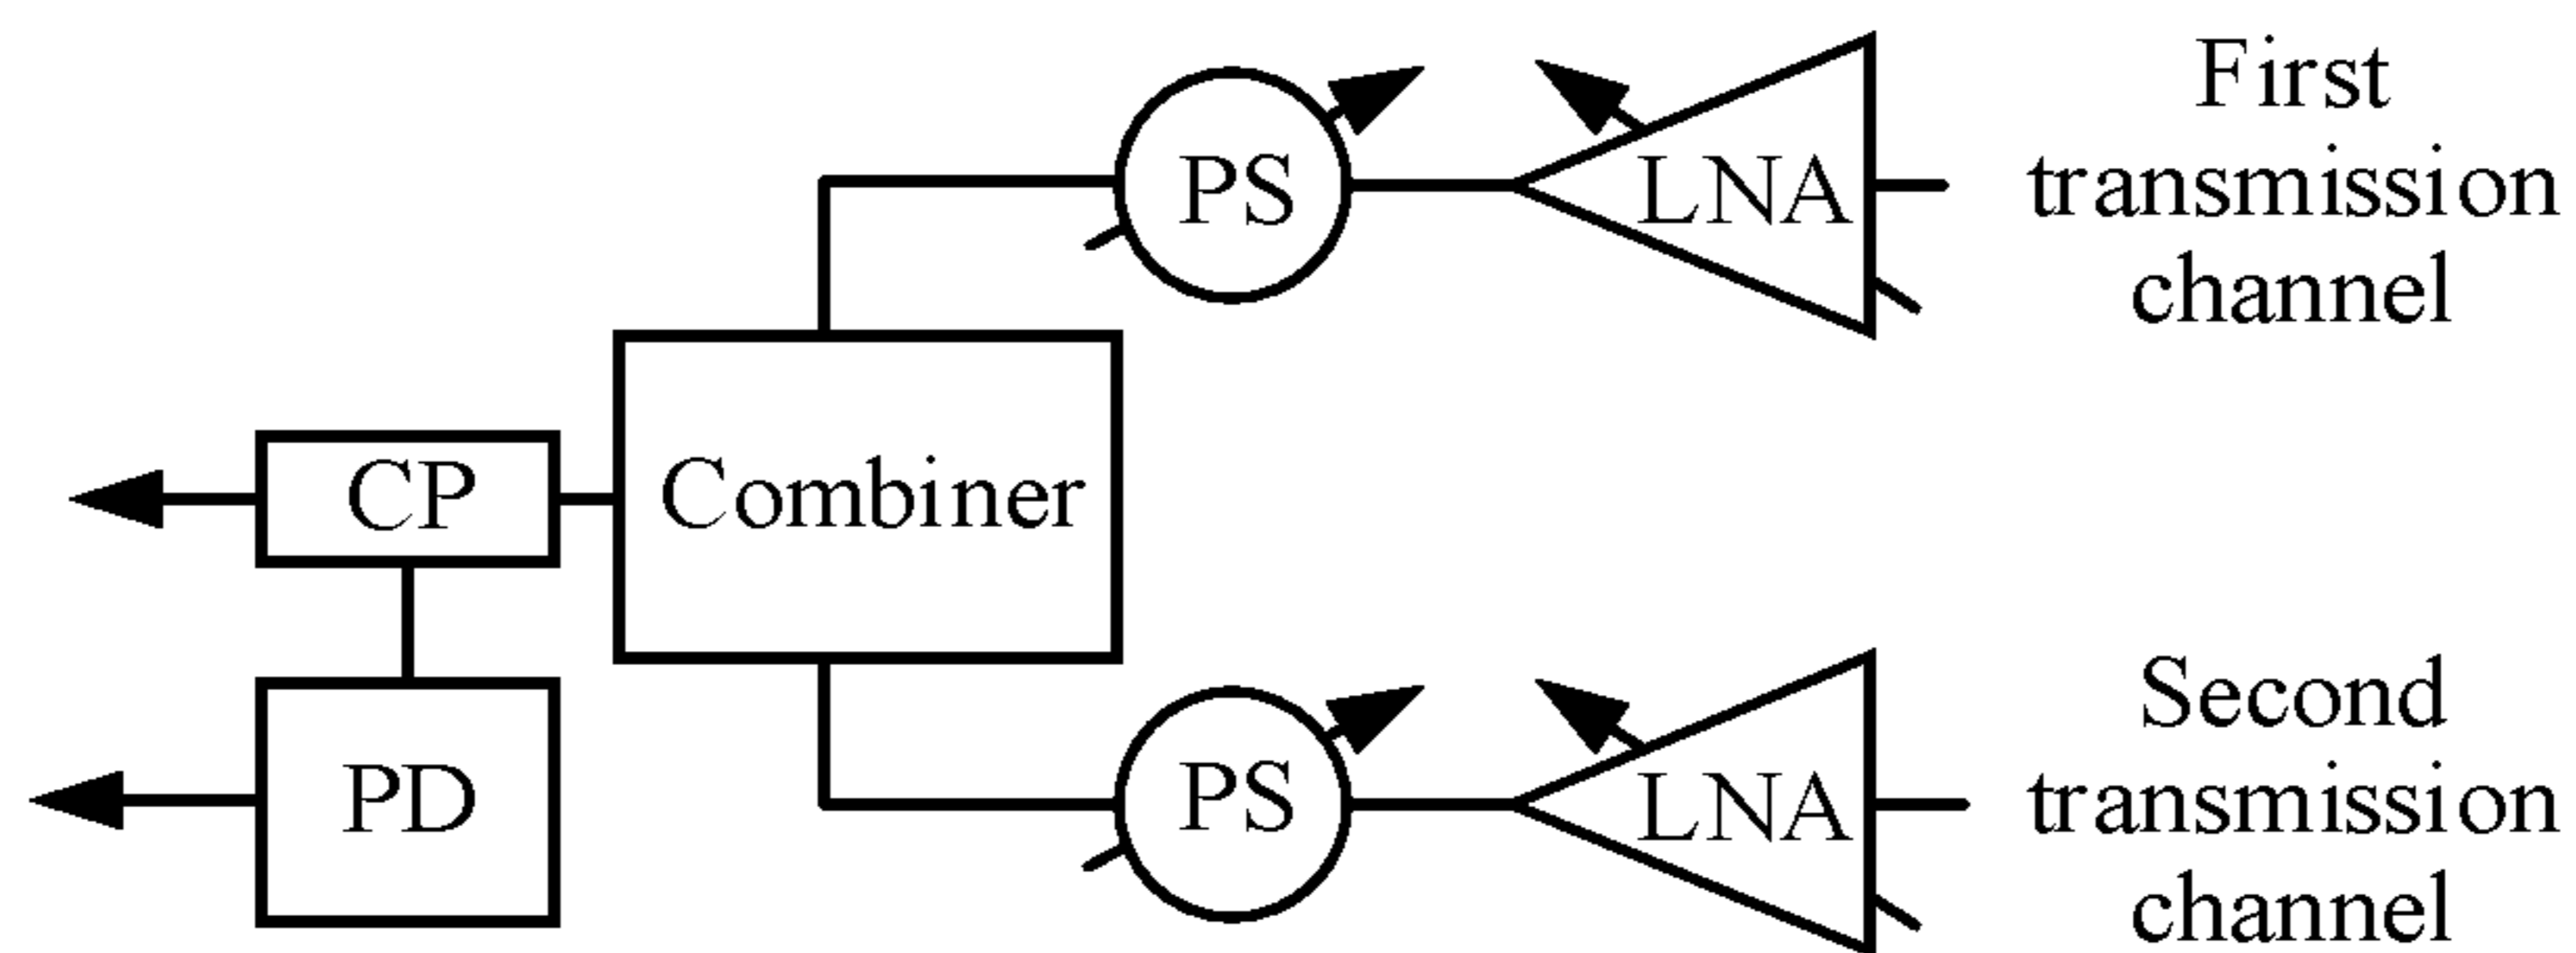 First
transmission
channel
PS
LNA
CP
Combiner
PD
PS
LNA
Second
transmission
channel